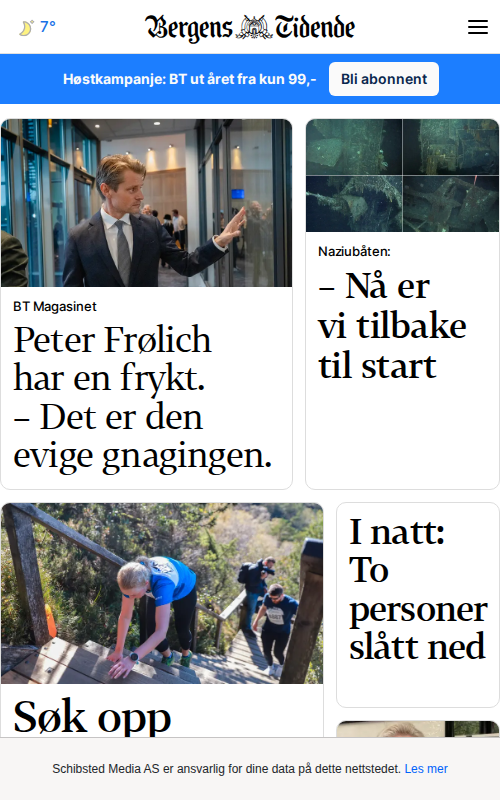 7°
Bergens Tidende
Høstkampanje: BT ut året fra kun 99,-
Bli abonnent
BT Magasinet
Peter Frølich
har en frykt.
– Det er den
evige gnagingen.
Naziubåten:
– Nå er
vi tilbake
til start
Søk opp
I natt:
To
personer
slått ned
Schibsted Media AS er ansvarlig for dine data på dette nettstedet. Les mer